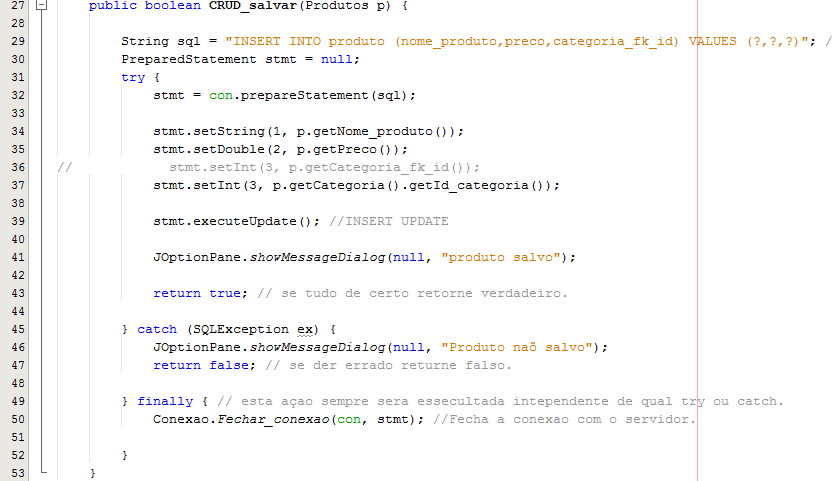 27 public boolean CRUD_salvar(Produtos p) {
28
29 String sql = "INSERT INTO produto (nome_produto,preco,categoria_fk_id) VALUES (?,?,?)"; /
30 PreparedStatement stmt = null;
31 try {
32 stmt = con.prepareStatement(sql);
33
34 stmt.setString(1, p.getNome_produto());
35 stmt.setDouble(2, p.getPreco());
36 // stmt.setInt(3, p.getCategoria_fk_id());
37 stmt.setInt(3, p.getCategoria().getId_categoria());
38
39 stmt.executeUpdate(); //INSERT UPDATE
40
41 JOptionPane.showMessageDialog(null, "produto salvo");
42
43 return true; // se tudo de certo retorne verdadeiro.
44
45 } catch (SQLException ex) {
46 JOptionPane.showMessageDialog(null, "Produto naõ salvo");
47 return false; // se der errado returne falso.
48
49 } finally { // esta açao sempre sera essecultada intependente de qual try ou catch.
50 Conexao.Fechar_conexao(con, stmt); //Fecha a conexao com o servidor.
51
52 }
53 }